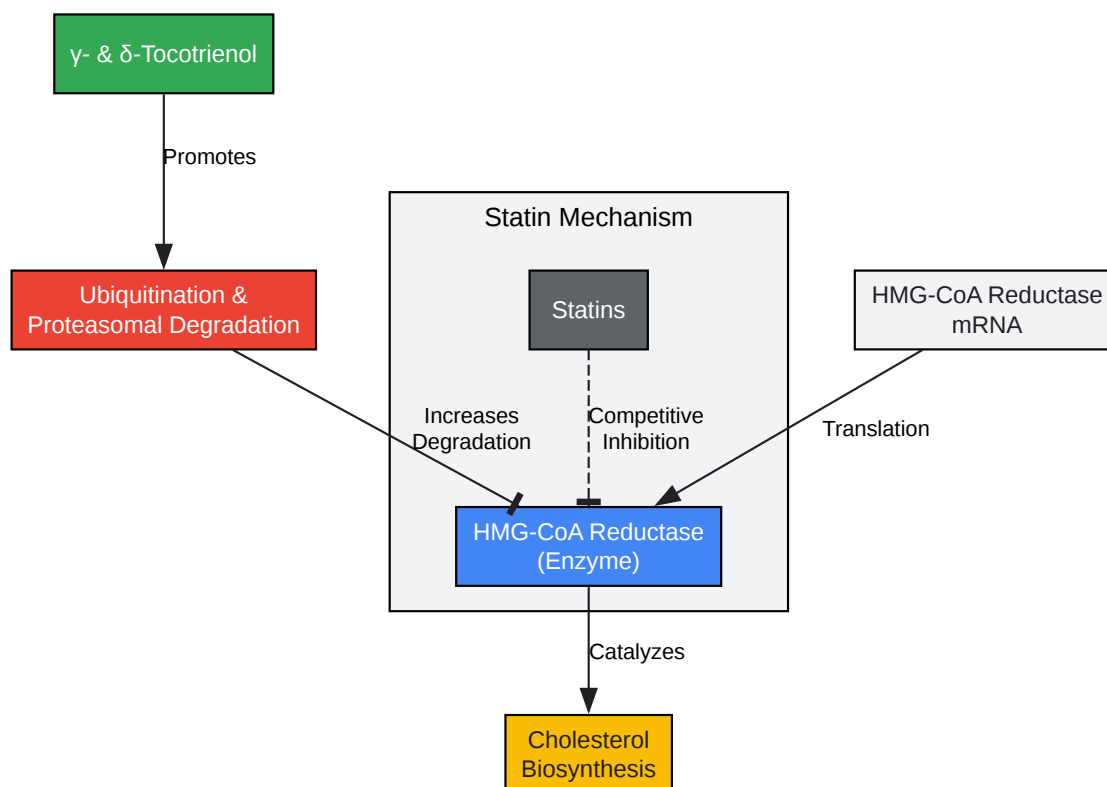 γ- & δ-Tocotrienol
Promotes
Statin Mechanism
Ubiquitination &
Proteasomal Degradation
Statins
HMG-CoA Reductase
mRNA
Increases
Degradation
Competitive
Inhibition
Translation
HMG-CoA Reductase
(Enzyme)
Catalyzes
Cholesterol
Biosynthesis